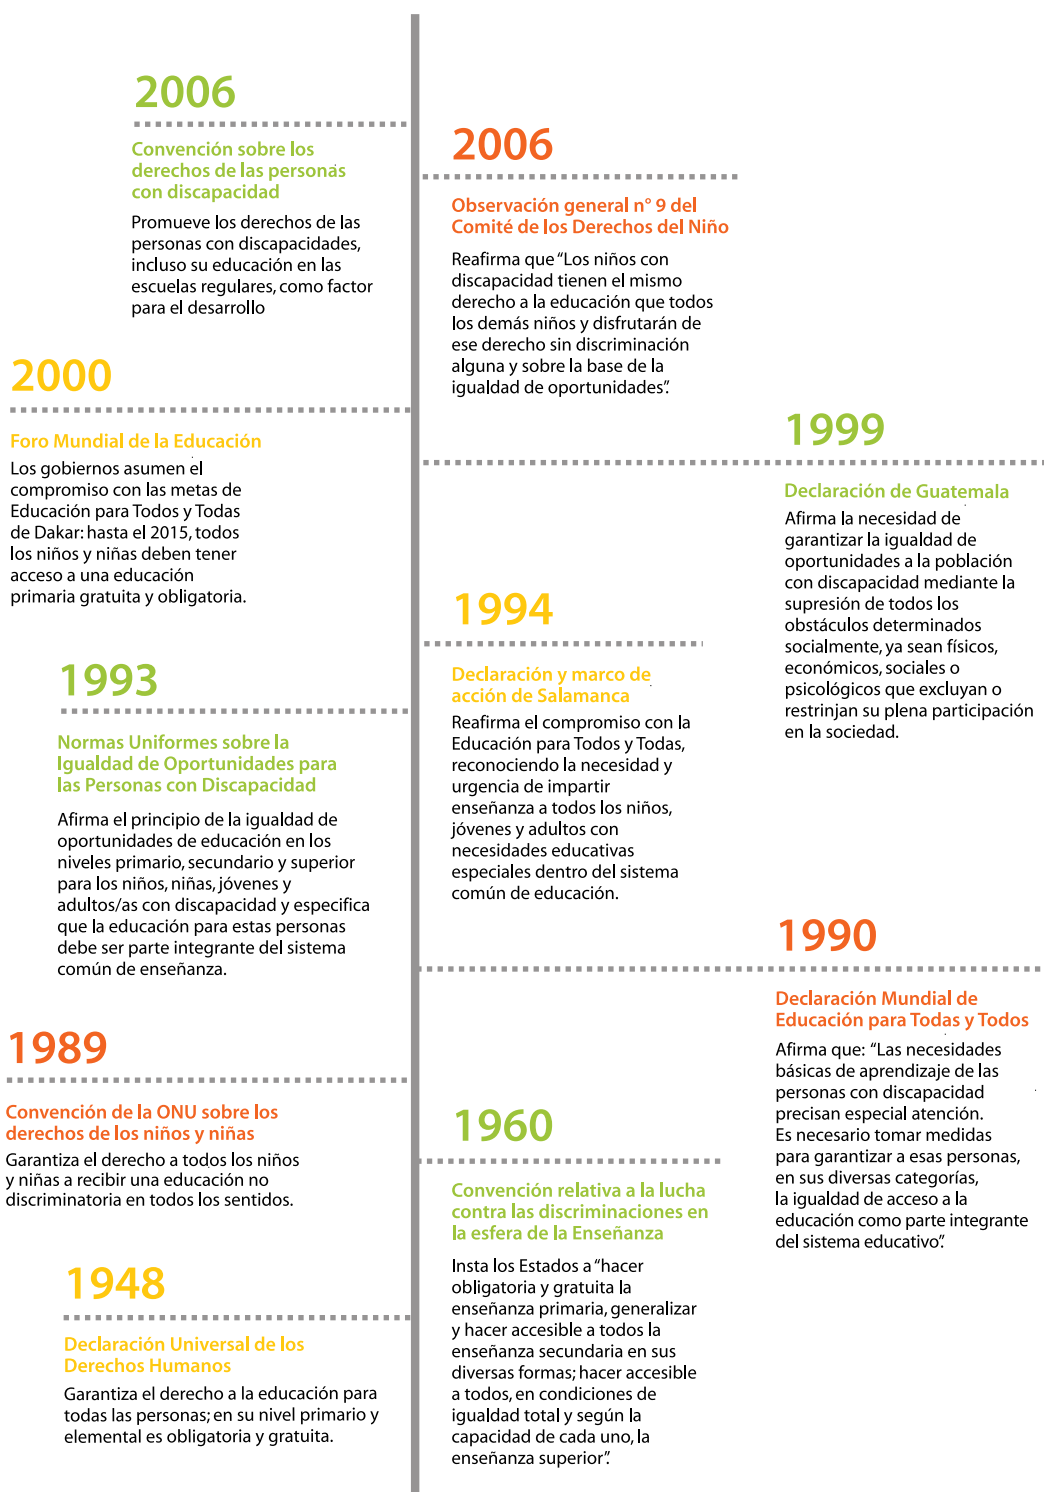 2006
Convención sobre los
derechos de las personas
con discapacidad
Promueve los derechos de las
personas con discapacidades,
incluso su educación en las
escuelas regulares, como factor
para el desarrollo
2006
Observación general n° 9 del
Comité de los Derechos del Niño
Reafirma que “Los niños con
discapacidad tienen el mismo
derecho a la educación que todos
los demás niños y disfrutarán de
ese derecho sin discriminación
alguna y sobre la base de la
igualdad de oportunidades”.
2000
Foro Mundial de la Educación
Los gobiernos asumen el
compromiso con las metas de
Educación para Todos y Todas
de Dakar: hasta el 2015, todos
los niños y niñas deben tener
acceso a una educación
primaria gratuita y obligatoria.
1999
Declaración de Guatemala
Afirma la necesidad de
garantizar la igualdad de
oportunidades a la población
con discapacidad mediante la
supresión de todos los
obstáculos determinados
socialmente, ya sean físicos,
económicos, sociales o
psicológicos que excluyan o
restrinjan su plena participación
en la sociedad.
1994
Declaración y marco de
acción de Salamanca
Reafirma el compromiso con la
Educación para Todos y Todas,
reconociendo la necesidad y
urgencia de impartir
enseñanza a todos los niños,
jóvenes y adultos con
necesidades educativas
especiales dentro del sistema
común de educación.
1993
Normas Uniformes sobre la
Igualdad de Oportunidades para
las Personas con Discapacidad
Afirma el principio de la igualdad de
oportunidades de educación en los
niveles primario, secundario y superior
para los niños, niñas, jóvenes y
adultos/as con discapacidad y especifica
que la educación para estas personas
debe ser parte integrante del sistema
común de enseñanza.
1990
Declaración Mundial de
Educación para Todas y Todos
Afirma que: “Las necesidades
básicas de aprendizaje de las
personas con discapacidad
precisan especial atención.
Es necesario tomar medidas
para garantizar a esas personas,
en sus diversas categorías,
la igualdad de acceso a la
educación como parte integrante
del sistema educativo”.
1989
Convención de la ONU sobre los
derechos de los niños y niñas
Garantiza el derecho a todos los niños
y niñas a recibir una educación no
discriminatoria en todos los sentidos.
1960
Convención relativa a la lucha
contra las discriminaciones en
la esfera de la Enseñanza
Insta los Estados a “hacer
obligatoria y gratuita la
enseñanza primaria, generalizar
y hacer accesible a todos la
enseñanza secundaria en sus
diversas formas; hacer accesible
a todos, en condiciones de
igualdad total y según la
capacidad de cada uno, la
enseñanza superior”.
1948
Declaración Universal de los
Derechos Humanos
Garantiza el derecho a la educación para
todas las personas; en su nivel primario y
elemental es obligatoria y gratuita.